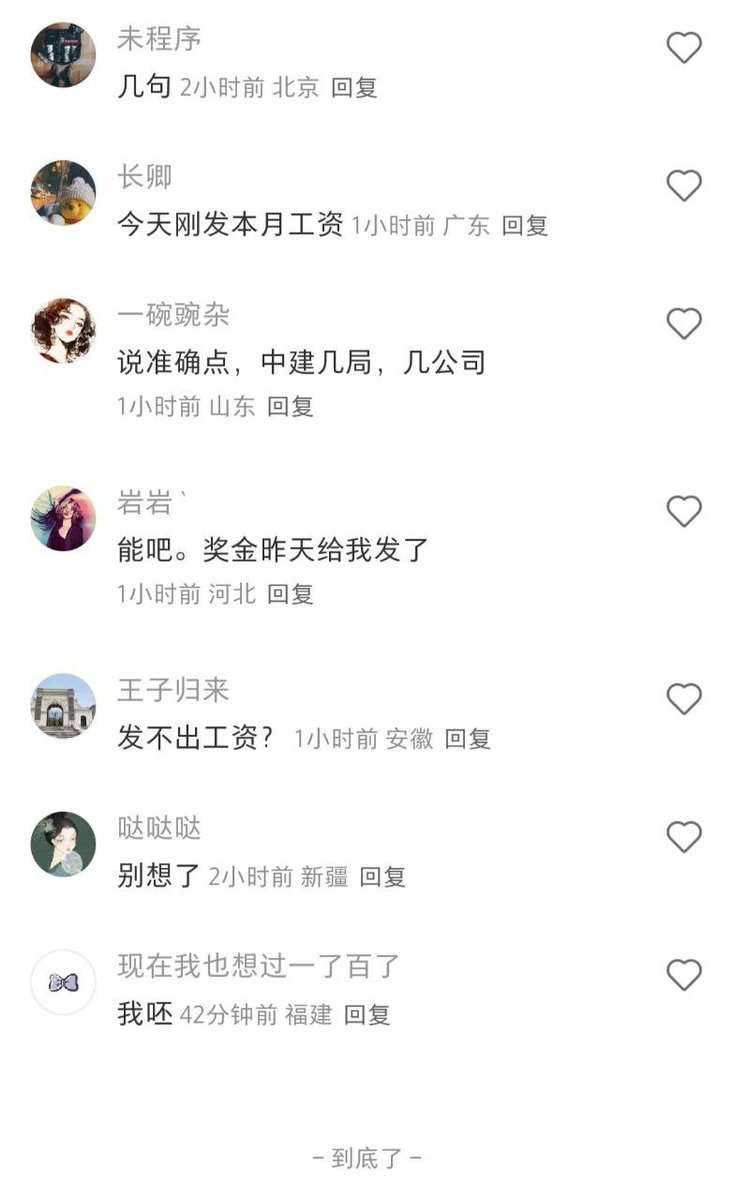 未程序
几句 2小时前 北京 回复
长卿
今天刚发本月工资 1小时前 广东 回复
一碗豌杂
说准确点，中建几局，几公司
1小时前 山东 回复
岩岩`
能吧。奖金昨天给我发了
1小时前 河北 回复
王子归来
发不出工资？ 1小时前 安徽 回复
哒哒哒
别想了 2小时前 新疆 回复
现在我也想过一了百了
我呸 42分钟前 福建 回复
- 到底了 -